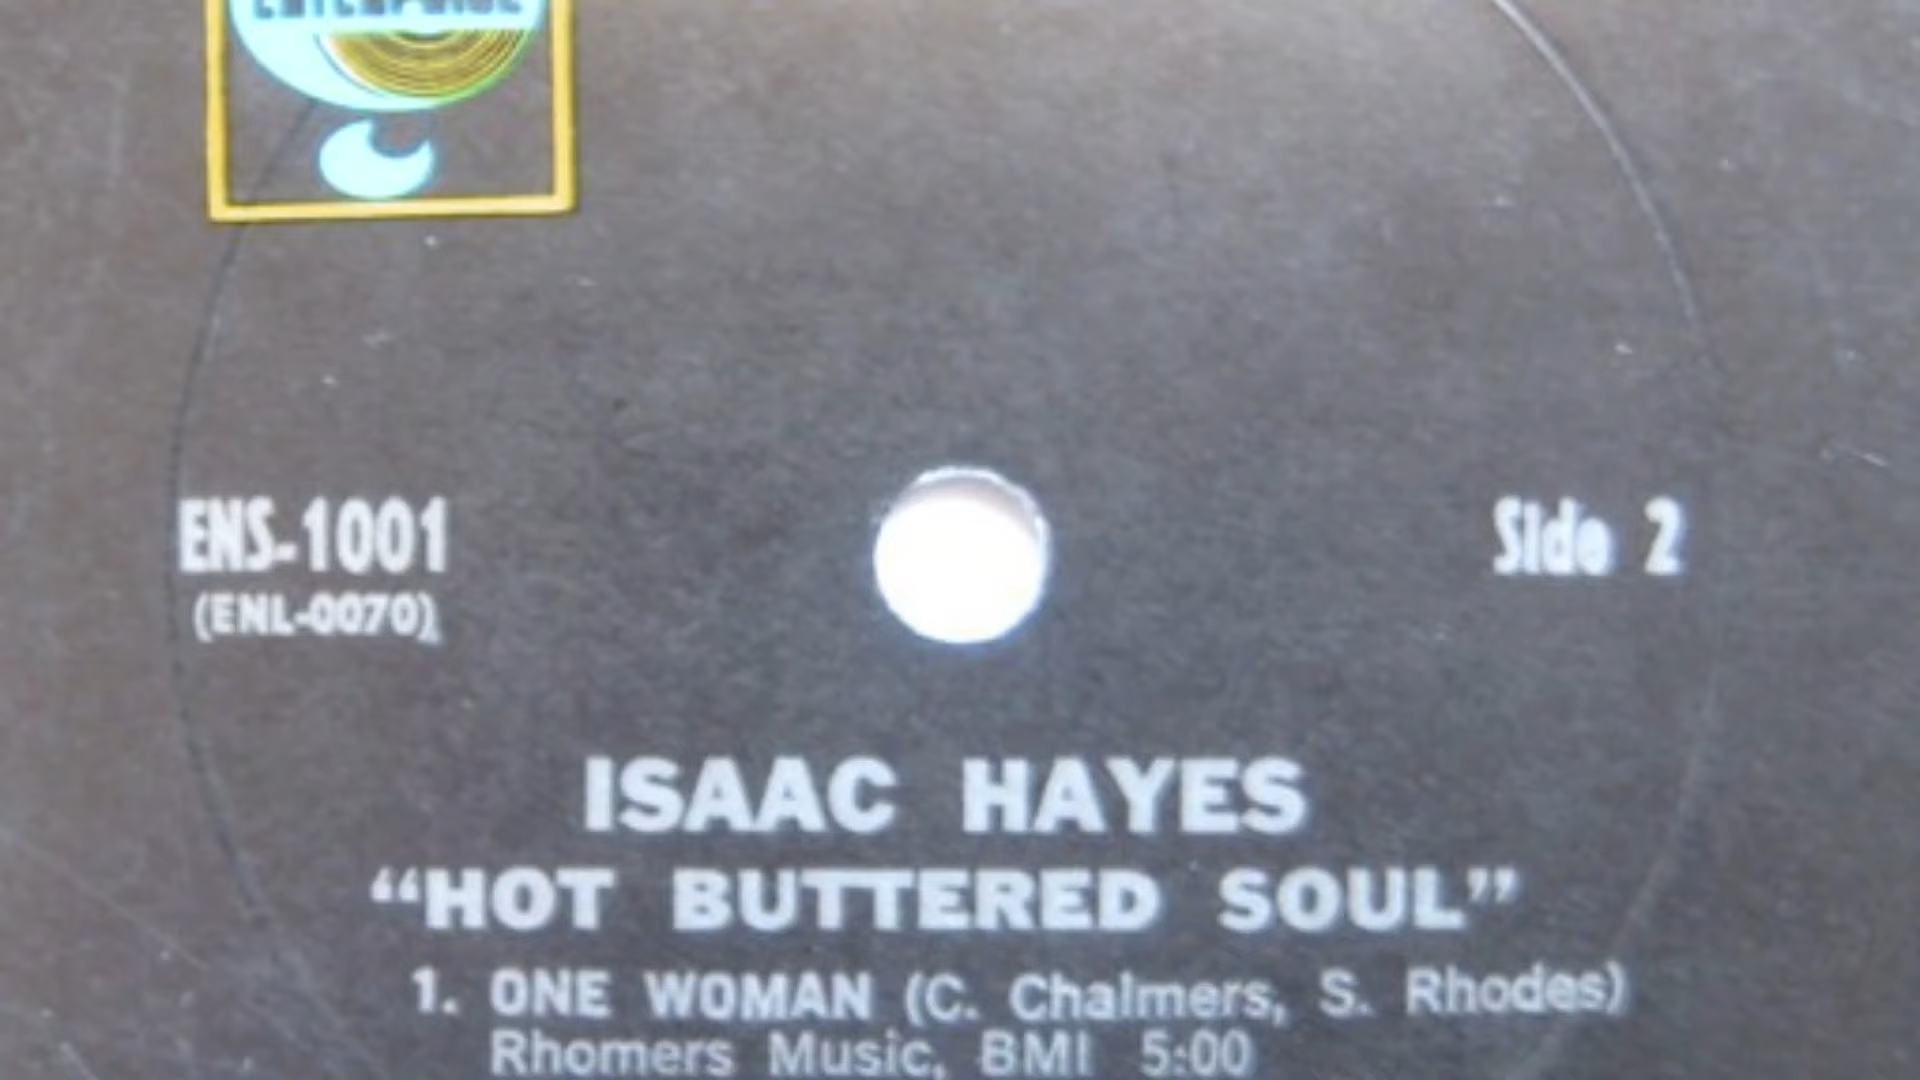 ENTERPRISE
ENS-1001
Side 2
(ENL-0070)
ISAAC HAYES
“HOT BUTTERED SOUL”
1. ONE WOMAN (C. Chalmers, S. Rhodes)
Rhomers Music, BMI 5:00